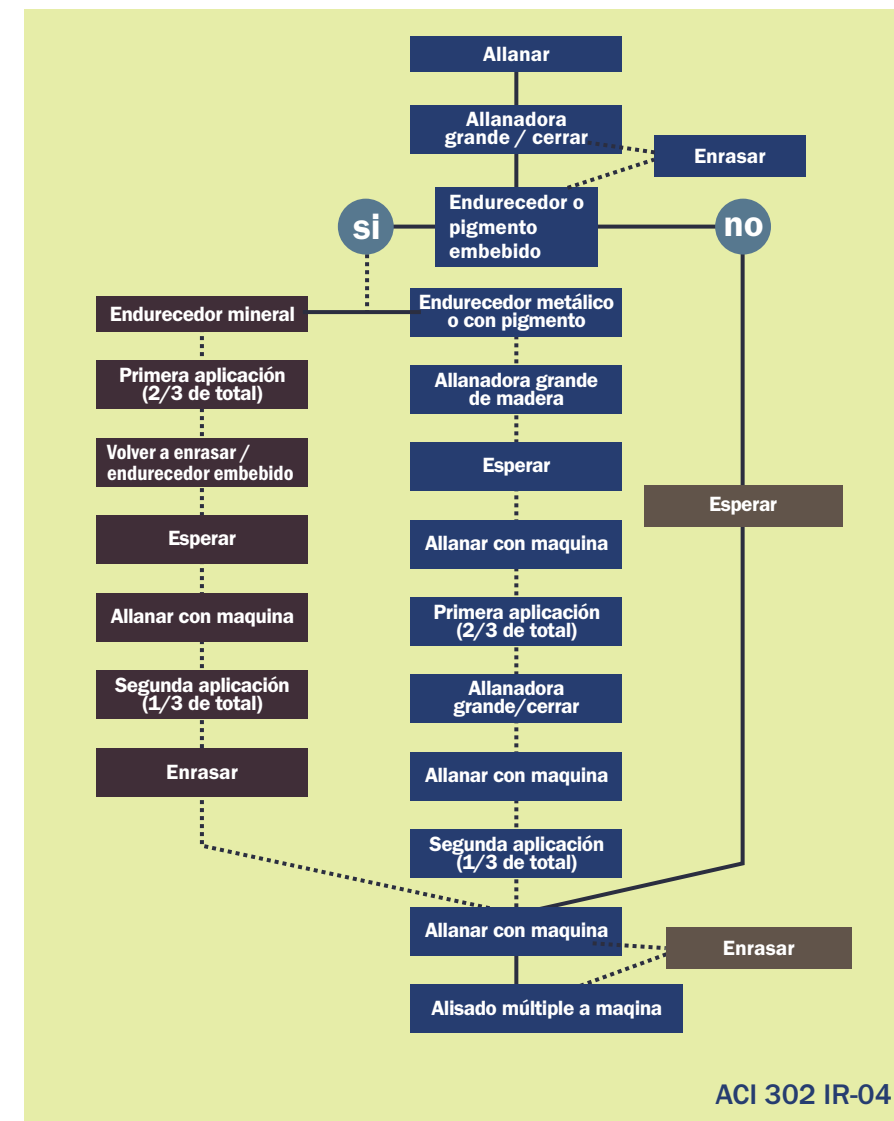 Allanar
Allanadora
grande / cerrar
Enrasar
Endurecedor o
pigmento
embebido
si
no
Endurecedor mineral
Endurecedor metálico
o con pigmento
Primera aplicación
(2/3 de total)
Allanadora grande
de madera
Volver a enrasar /
endurecedor embebido
Esperar
Esperar
Esperar
Allanar con maquina
Allanar con maquina
Primera aplicación
(2/3 de total)
Segunda aplicación
(1/3 de total)
Allanadora
grande/cerrar
Enrasar
Allanar con maquina
Segunda aplicación
(1/3 de total)
Allanar con maquina
Enrasar
Alisado múltiple a maqina
ACI 302 IR-04